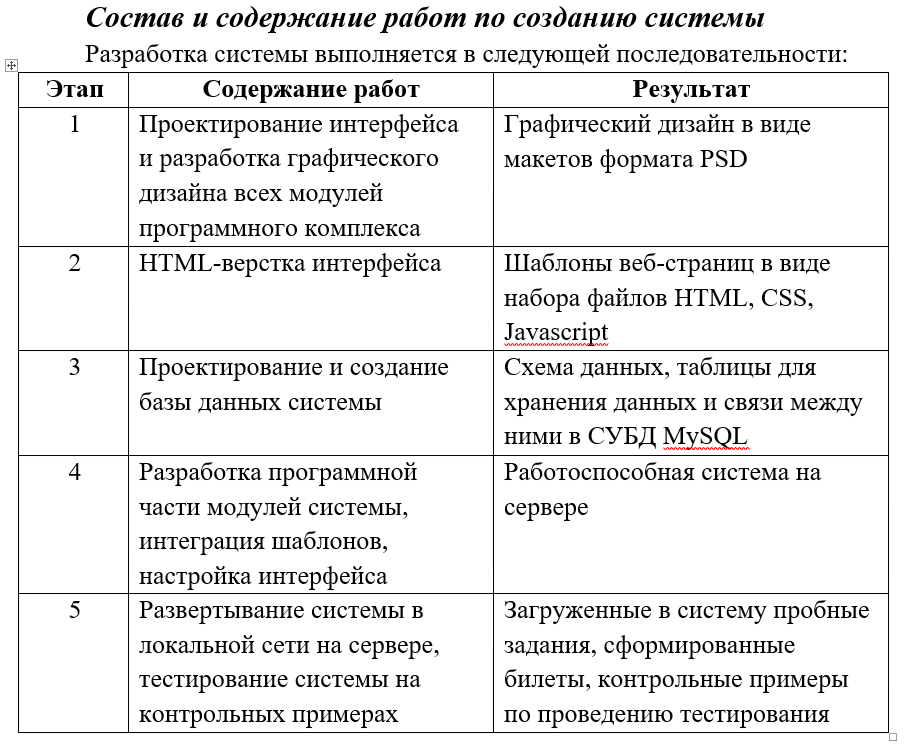 Состав и содержание работ по созданию системы
Разработка системы выполняется в следующей последовательности:
Этап Содержание работ Результат
1 Проектирование интерфейса Графический дизайн в виде
и разработка графического макетов формата PSD
дизайна всех модулей
программного комплекса
2 HTML-верстка интерфейса Шаблоны веб-страниц в виде
набора файлов HTML, CSS,
Javascript
3 Проектирование и создание Схема данных, таблицы для
базы данных системы хранения данных и связи между
ними в СУБД MySQL
4 Разработка программной Работоспособная система на
части модулей системы, сервере
интеграция шаблонов,
настройка интерфейса
5 Развертывание системы в Загруженные в систему пробные
локальной сети на сервере, задания, сформированные
тестирование системы на билеты, контрольные примеры
контрольных примерах по проведению тестирования